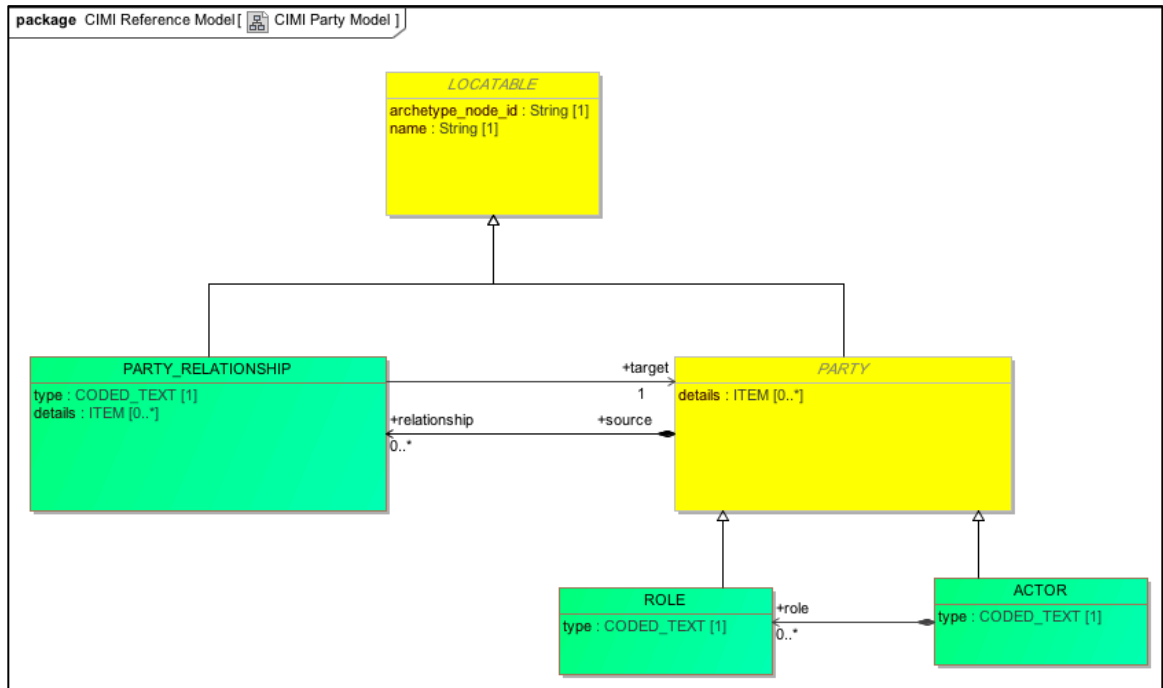 package CIMI Reference Model[ CIMI Party Model ]
LOCATABLE
archetype_node_id : String [1]
name : String [1]
PARTY_RELATIONSHIP
type : CODED_TEXT [1]
details : ITEM [0..*]
+target
1
+relationship
+source
0..*
PARTY
details : ITEM [0..*]
ROLE
type : CODED_TEXT [1]
+role
0..*
ACTOR
type : CODED_TEXT [1]